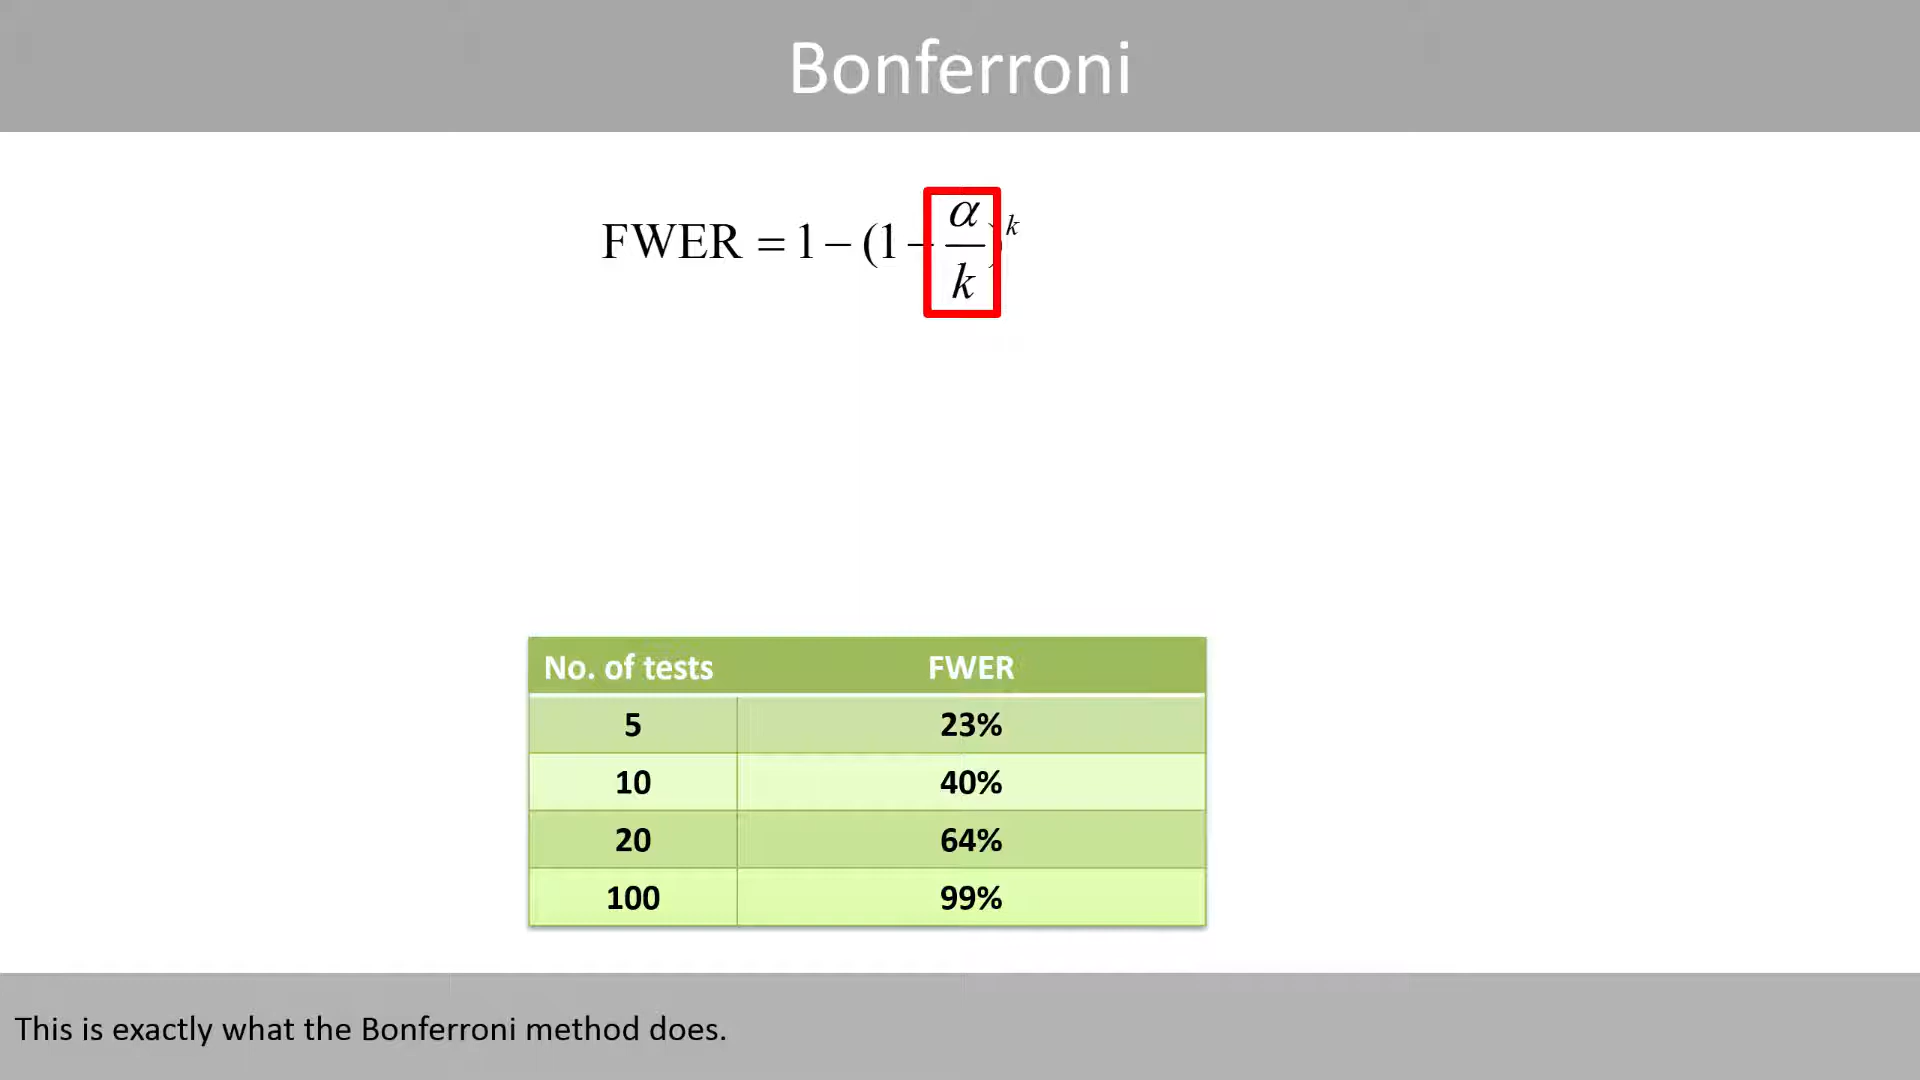 Bonferroni
FWER = 1 − (1 − α/k)^k
No. of tests FWER
5 23%
10 40%
20 64%
100 99%
This is exactly what the Bonferroni method does.